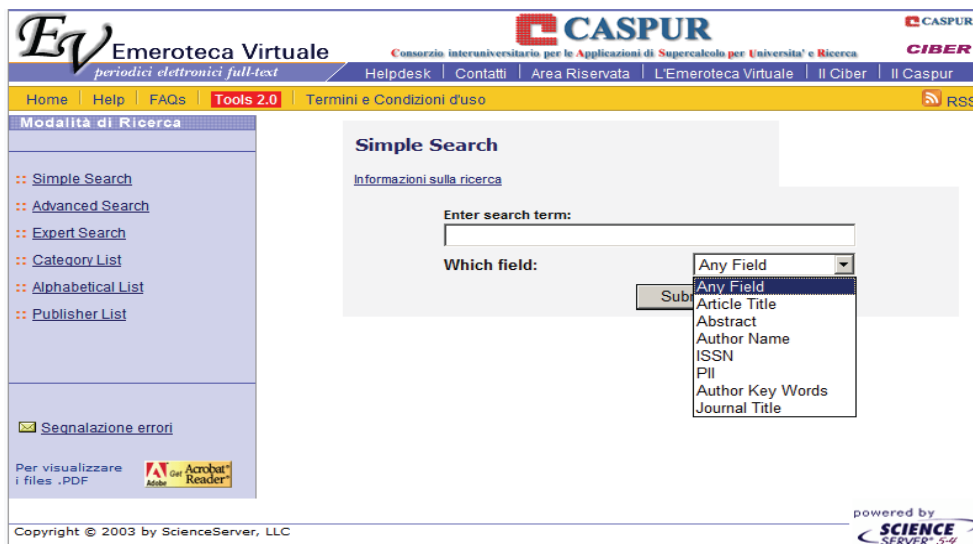 EV Emeroteca Virtuale
periodici elettronici full-text
CASPUR
Consorzio interuniversitario per le Applicazioni di Supercalcolo per Universita' e Ricerca
CASPUR
CIBER
Helpdesk | Contatti | Area Riservata | L'Emeroteca Virtuale | Il Ciber | Il Caspur
Home | Help | FAQs | Tools 2.0 | Termini e Condizioni d'uso
RSS
Modalità di Ricerca
:: Simple Search
:: Advanced Search
:: Expert Search
:: Category List
:: Alphabetical List
:: Publisher List
Segnalazione errori
Per visualizzare
i files .PDF
Adobe
Get Acrobat®
Reader®
Simple Search
Informazioni sulla ricerca
Enter search term:
Which field:
Any Field
Subm
Any Field
Article Title
Abstract
Author Name
ISSN
PII
Author Key Words
Journal Title
Copyright © 2003 by ScienceServer, LLC
powered by
SCIENCE
SERVER® 5.4